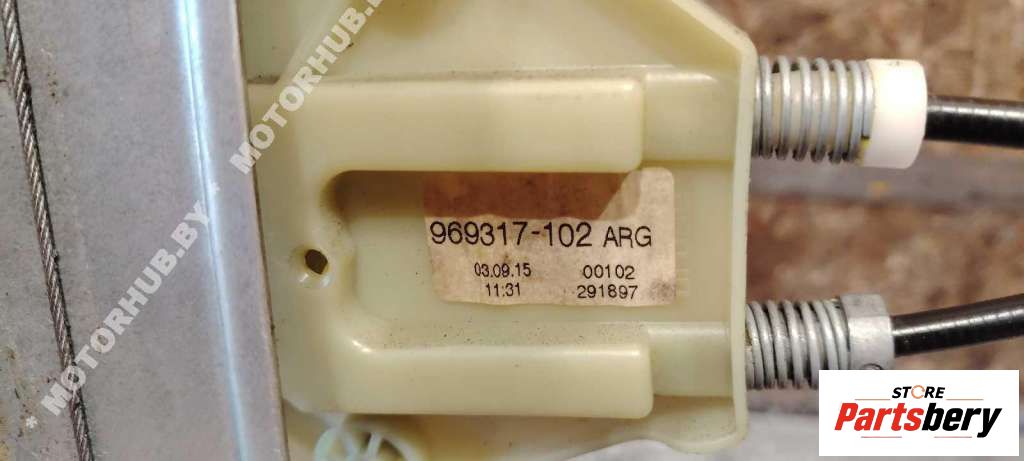 * MOTORHUB.BY * MOTORHUB.BY
969317-102 ARG
03.09.15 00102
11:31 291897
STORE
Partsbery